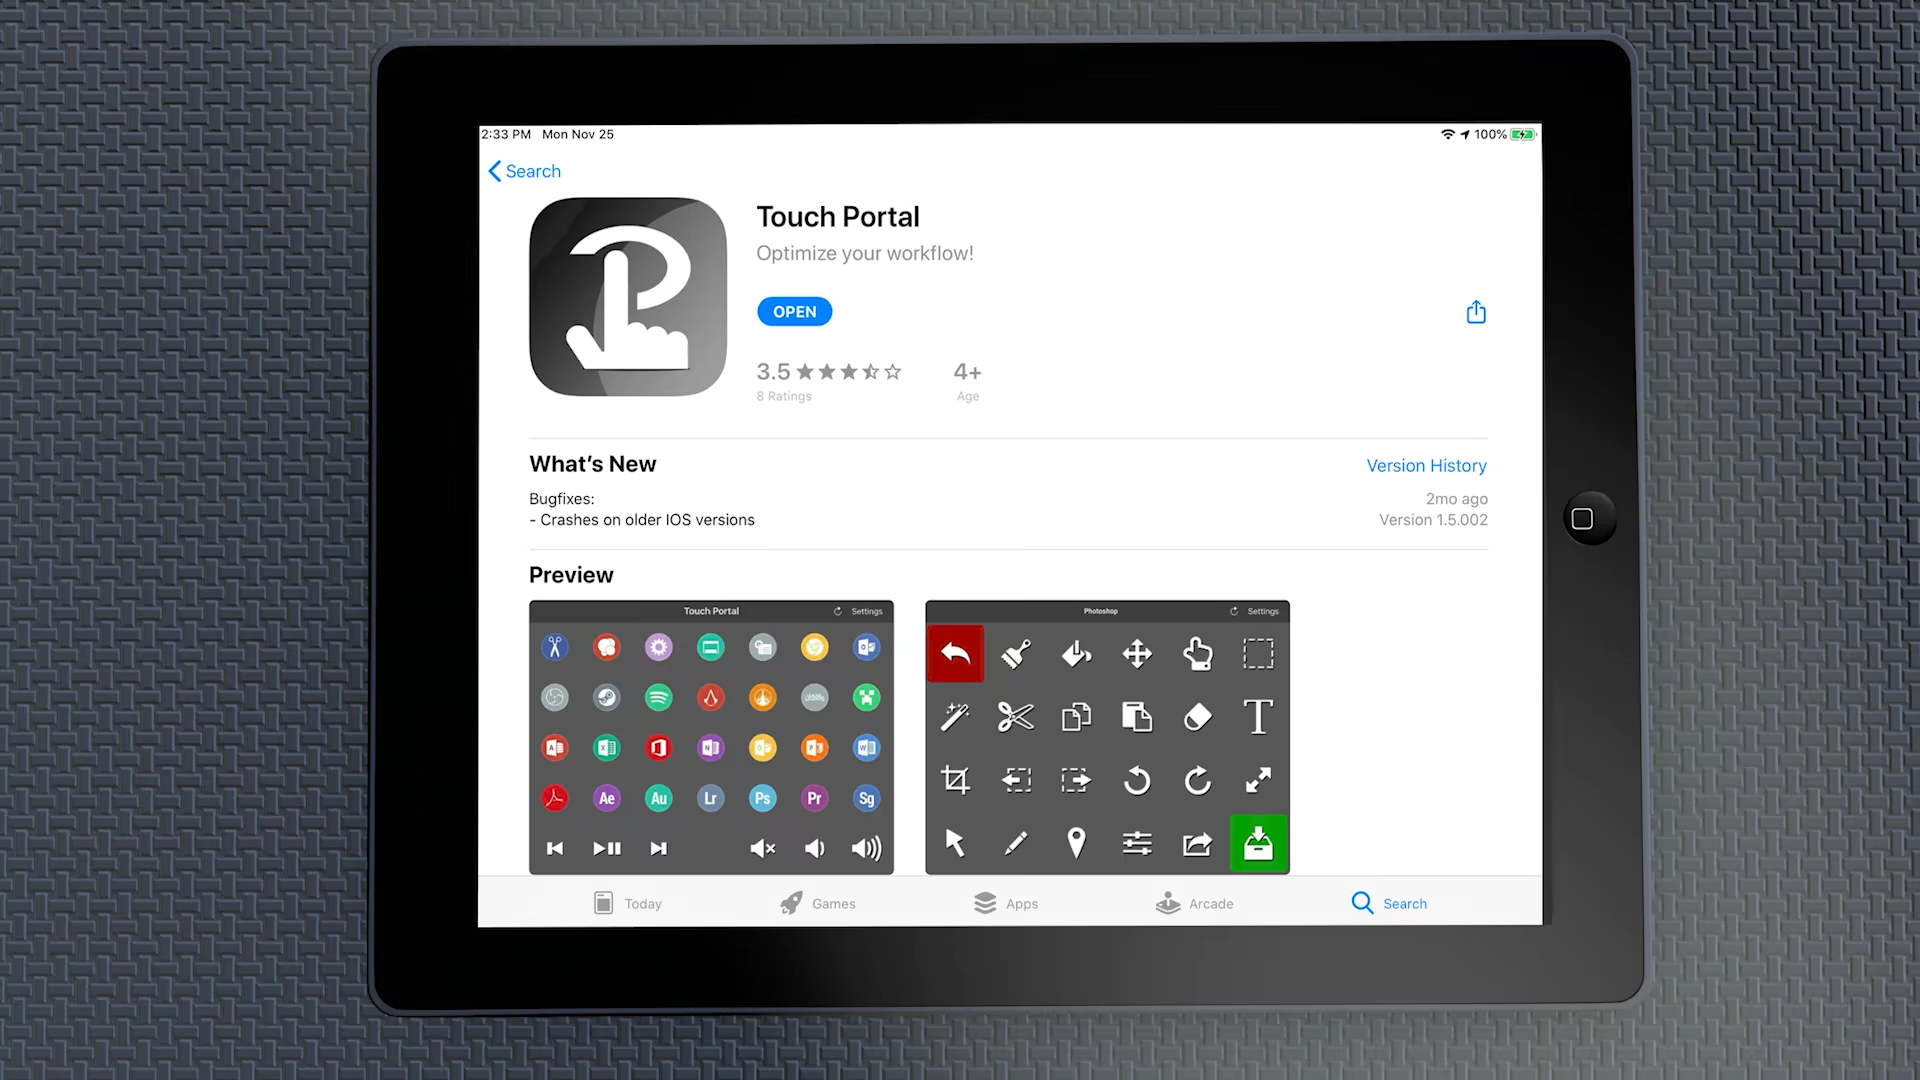 2:33 PM Mon Nov 25
100%
Search
Touch Portal
Optimize your workflow!
OPEN
3.5
4+
8 Ratings
Age
What's New
Version History
Bugfixes:
2mo ago
- Crashes on older IOS versions
Version 1.5.002
Preview
Touch Portal
Settings
Photoshop
Settings
T
Ae Au Lr Ps Pr Sg
Today
Games
Apps
Arcade
Search